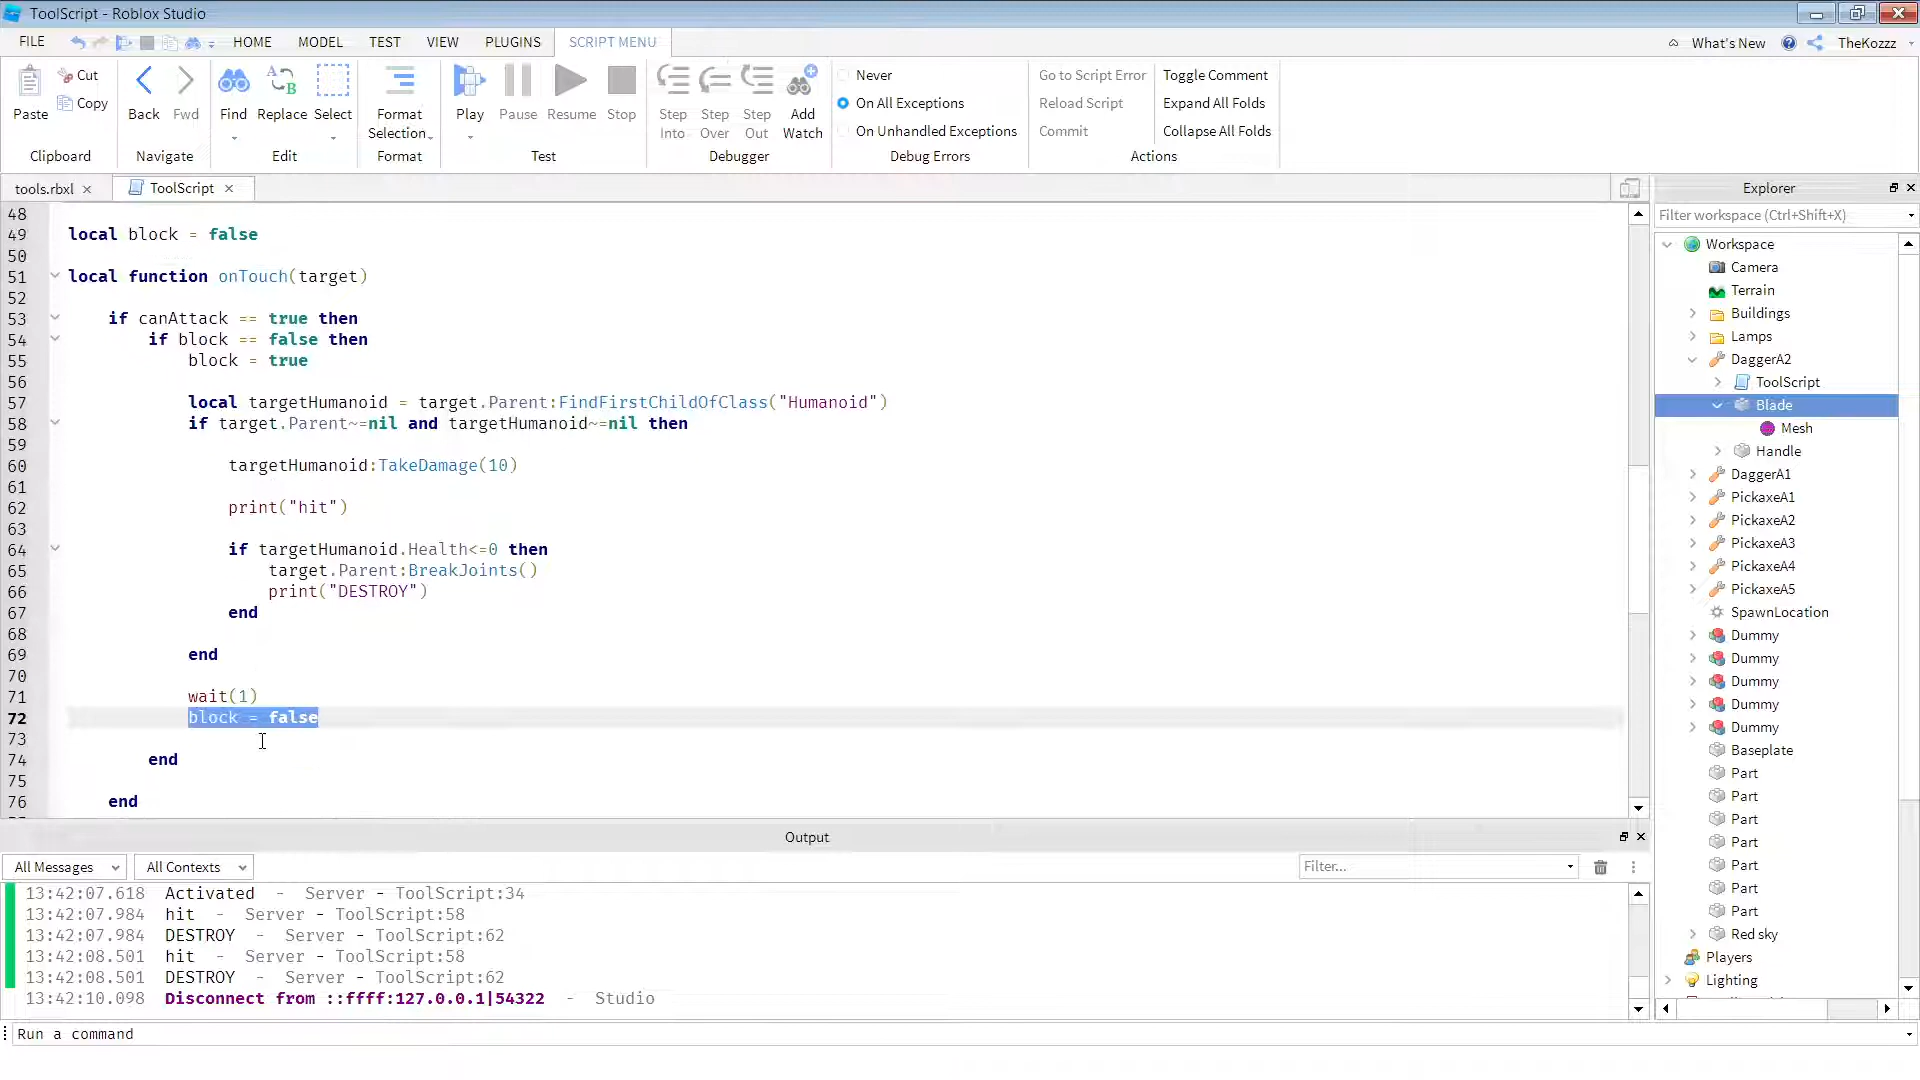 ToolScript - Roblox Studio
FILE HOME MODEL TEST VIEW PLUGINS SCRIPT MENU What's New TheKozzz
Paste Cut Copy
Clipboard
Back Fwd
Navigate
Find Replace Select
Edit
Format Selection
Format
Play Pause Resume Stop
Test
Step Into Step Over Step Out Add Watch
Debugger
Never
On All Exceptions
On Unhandled Exceptions
Debug Errors
Go to Script Error
Reload Script
Commit
Toggle Comment
Expand All Folds
Collapse All Folds
Actions
tools.rbxl ToolScript
48
49 local block = false
50
51 local function onTouch(target)
52
53 if canAttack == true then
54 if block == false then
55 block = true
56
57 local targetHumanoid = target.Parent:FindFirstChildOfClass("Humanoid")
58 if target.Parent~=nil and targetHumanoid~=nil then
59
60 targetHumanoid:TakeDamage(10)
61
62 print("hit")
63
64 if targetHumanoid.Health<=0 then
65 target.Parent:BreakJoints()
66 print("DESTROY")
67 end
68
69 end
70
71 wait(1)
72 block = false
73
74 end
75
76 end
Explorer
Filter workspace (Ctrl+Shift+X)
Workspace
Camera
Terrain
Buildings
Lamps
DaggerA2
ToolScript
Blade
Mesh
Handle
DaggerA1
PickaxeA1
PickaxeA2
PickaxeA3
PickaxeA4
PickaxeA5
SpawnLocation
Dummy
Dummy
Dummy
Dummy
Dummy
Baseplate
Part
Part
Part
Part
Part
Part
Part
Red sky
Players
Lighting
Output
All Messages All Contexts Filter...
13:42:07.618 Activated - Server - ToolScript:34
13:42:07.984 hit - Server - ToolScript:58
13:42:07.984 DESTROY - Server - ToolScript:62
13:42:08.501 hit - Server - ToolScript:58
13:42:08.501 DESTROY - Server - ToolScript:62
13:42:10.098 Disconnect from ::ffff:127.0.0.1|54322 - Studio
Run a command